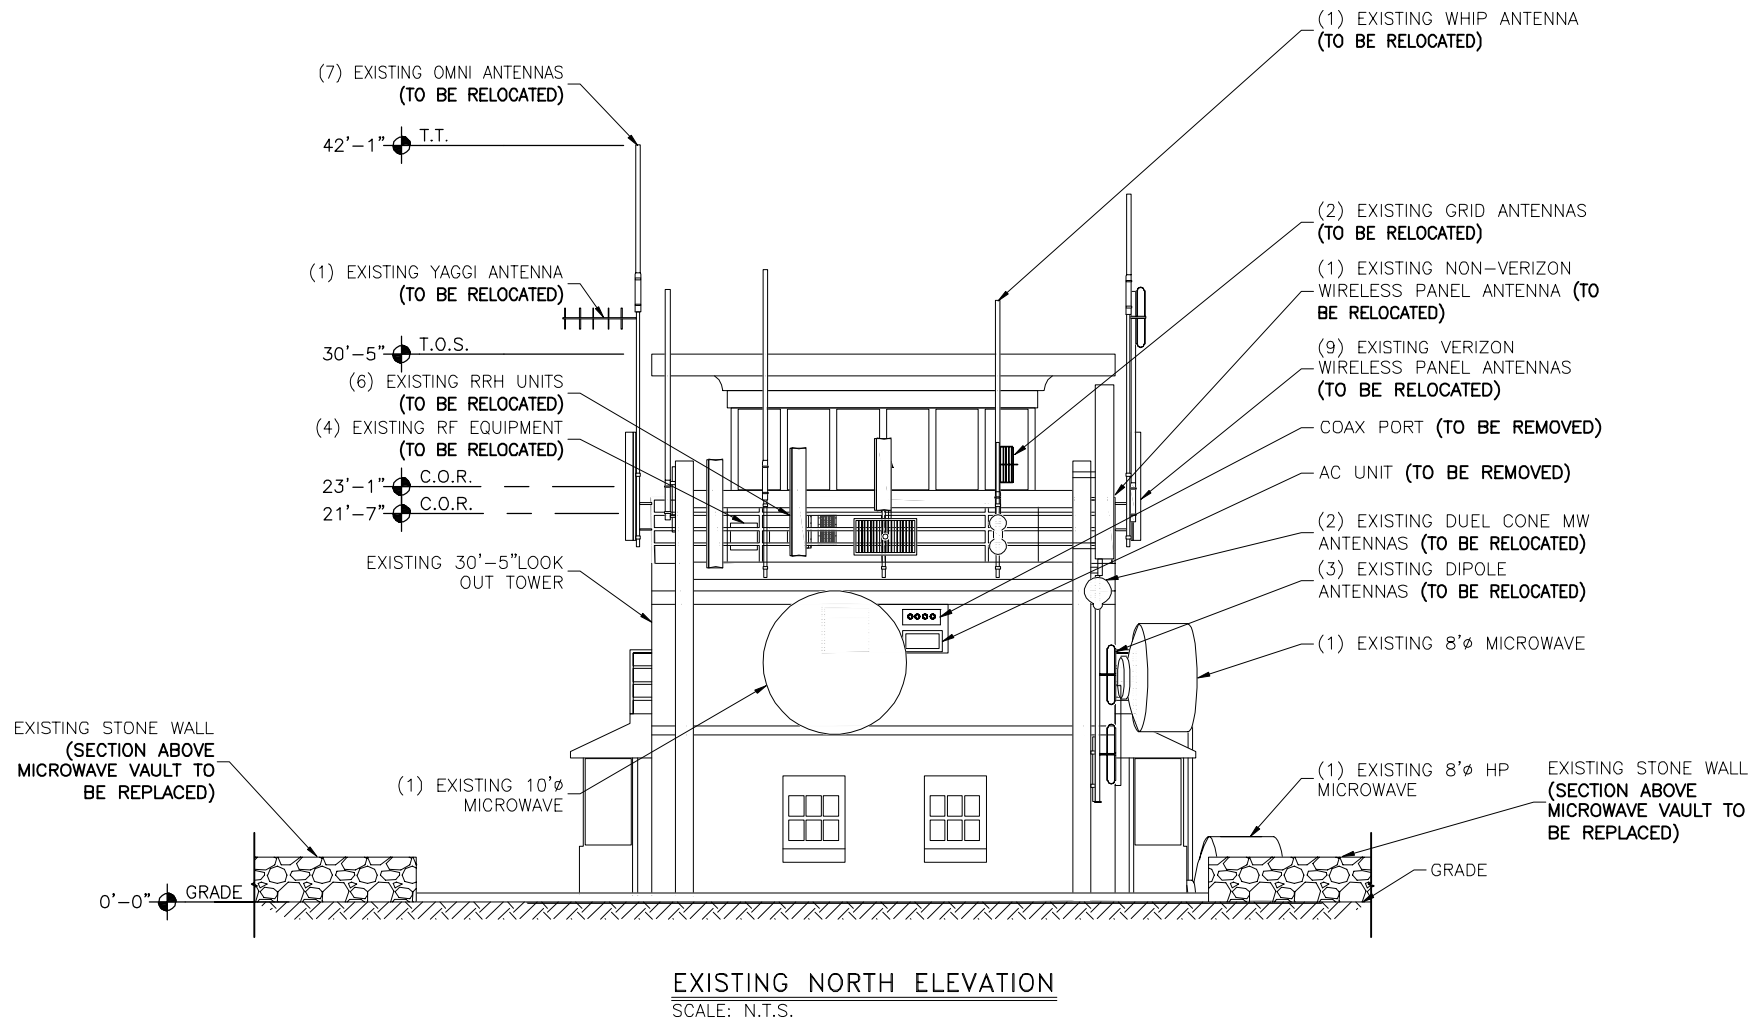 (1) EXISTING WHIP ANTENNA
(TO BE RELOCATED)
(7) EXISTING OMNI ANTENNAS
(TO BE RELOCATED)
42'-1" T.T.
(2) EXISTING GRID ANTENNAS
(TO BE RELOCATED)
(1) EXISTING YAGGI ANTENNA
(TO BE RELOCATED)
(1) EXISTING NON-VERIZON
WIRELESS PANEL ANTENNA (TO
BE RELOCATED)
30'-5" T.O.S.
(9) EXISTING VERIZON
WIRELESS PANEL ANTENNAS
(TO BE RELOCATED)
(6) EXISTING RRH UNITS
(TO BE RELOCATED)
(4) EXISTING RF EQUIPMENT
(TO BE RELOCATED)
COAX PORT (TO BE REMOVED)
AC UNIT (TO BE REMOVED)
23'-1" C.O.R.
21'-7" C.O.R.
(2) EXISTING DUEL CONE MW
ANTENNAS (TO BE RELOCATED)
EXISTING 30'-5"LOOK
OUT TOWER
(3) EXISTING DIPOLE
ANTENNAS (TO BE RELOCATED)
(1) EXISTING 8'ø MICROWAVE
EXISTING STONE WALL
(SECTION ABOVE
MICROWAVE VAULT TO
BE REPLACED)
(1) EXISTING 10'ø
MICROWAVE
(1) EXISTING 8'ø HP
MICROWAVE
EXISTING STONE WALL
(SECTION ABOVE
MICROWAVE VAULT TO
BE REPLACED)
GRADE
0'-0" GRADE
EXISTING NORTH ELEVATION
SCALE: N.T.S.